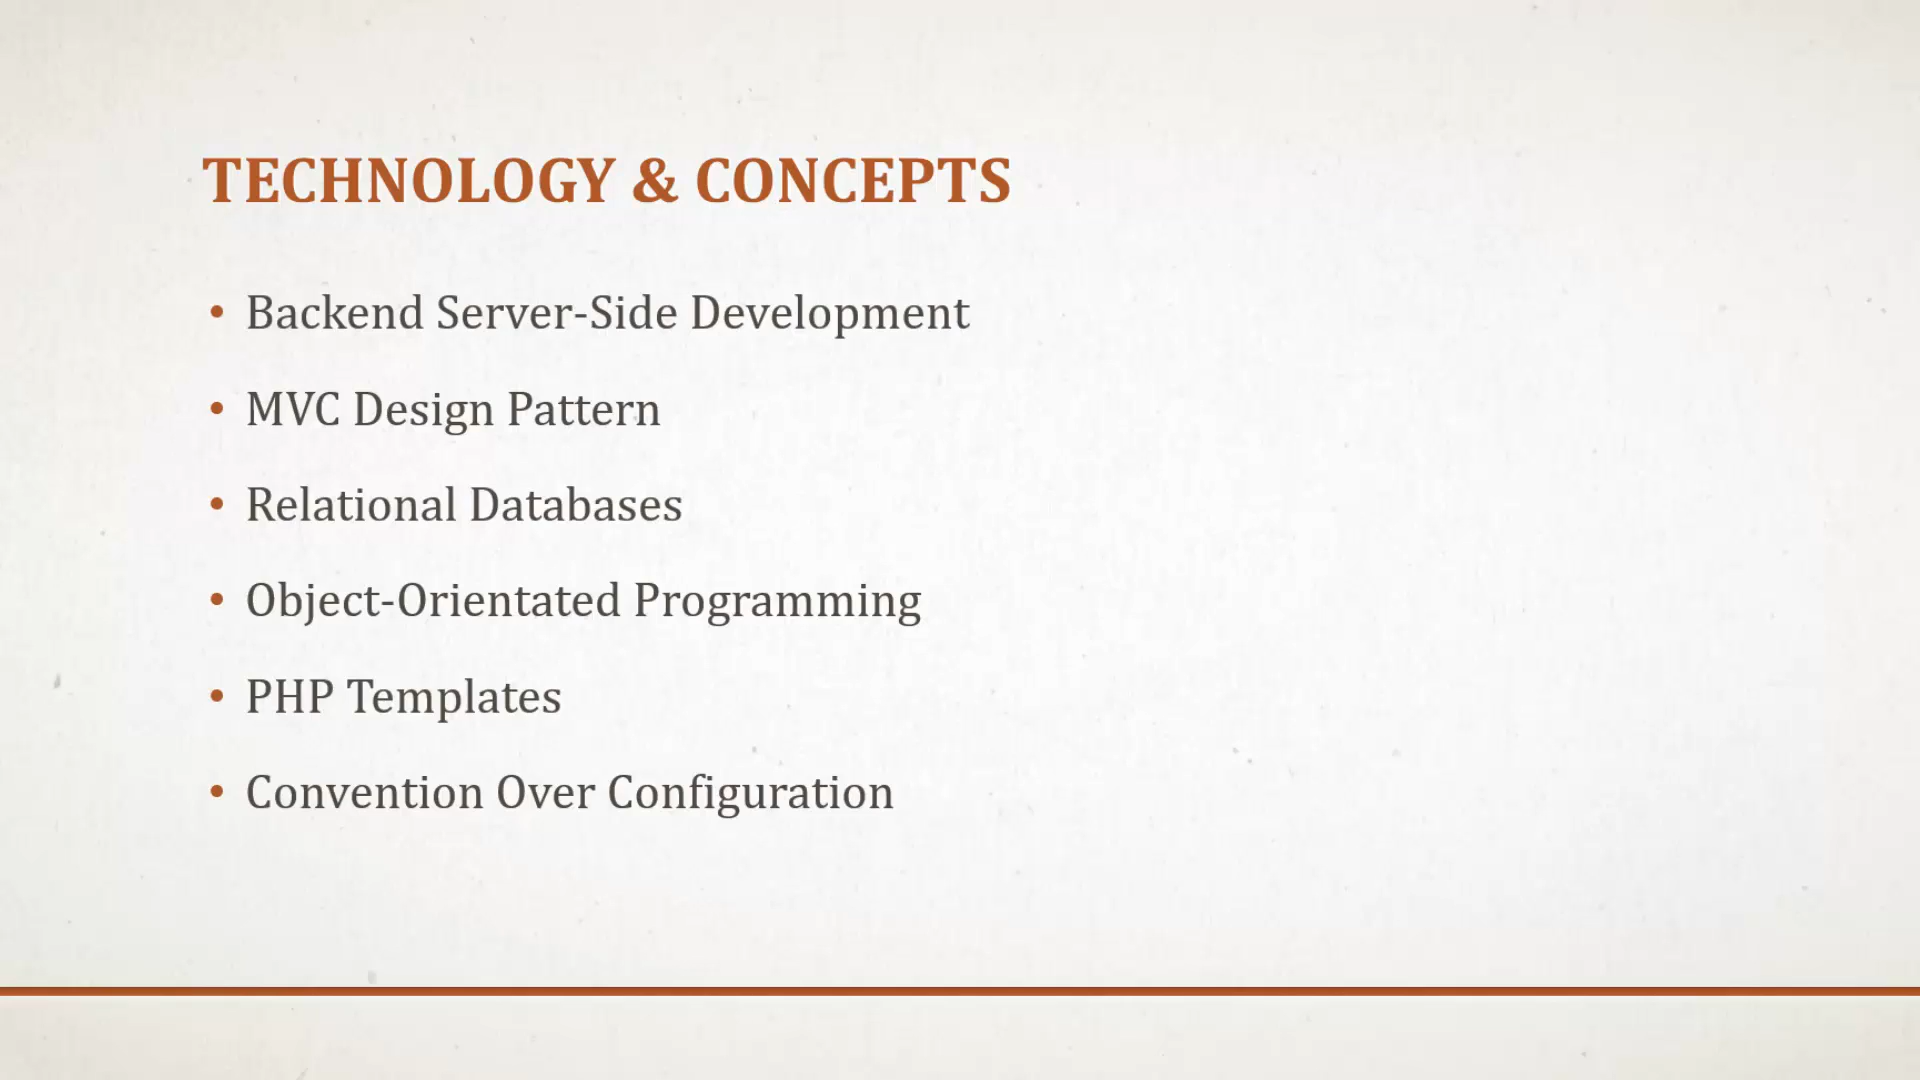 TECHNOLOGY & CONCEPTS
• Backend Server-Side Development
• MVC Design Pattern
• Relational Databases
• Object-Orientated Programming
• PHP Templates
• Convention Over Configuration